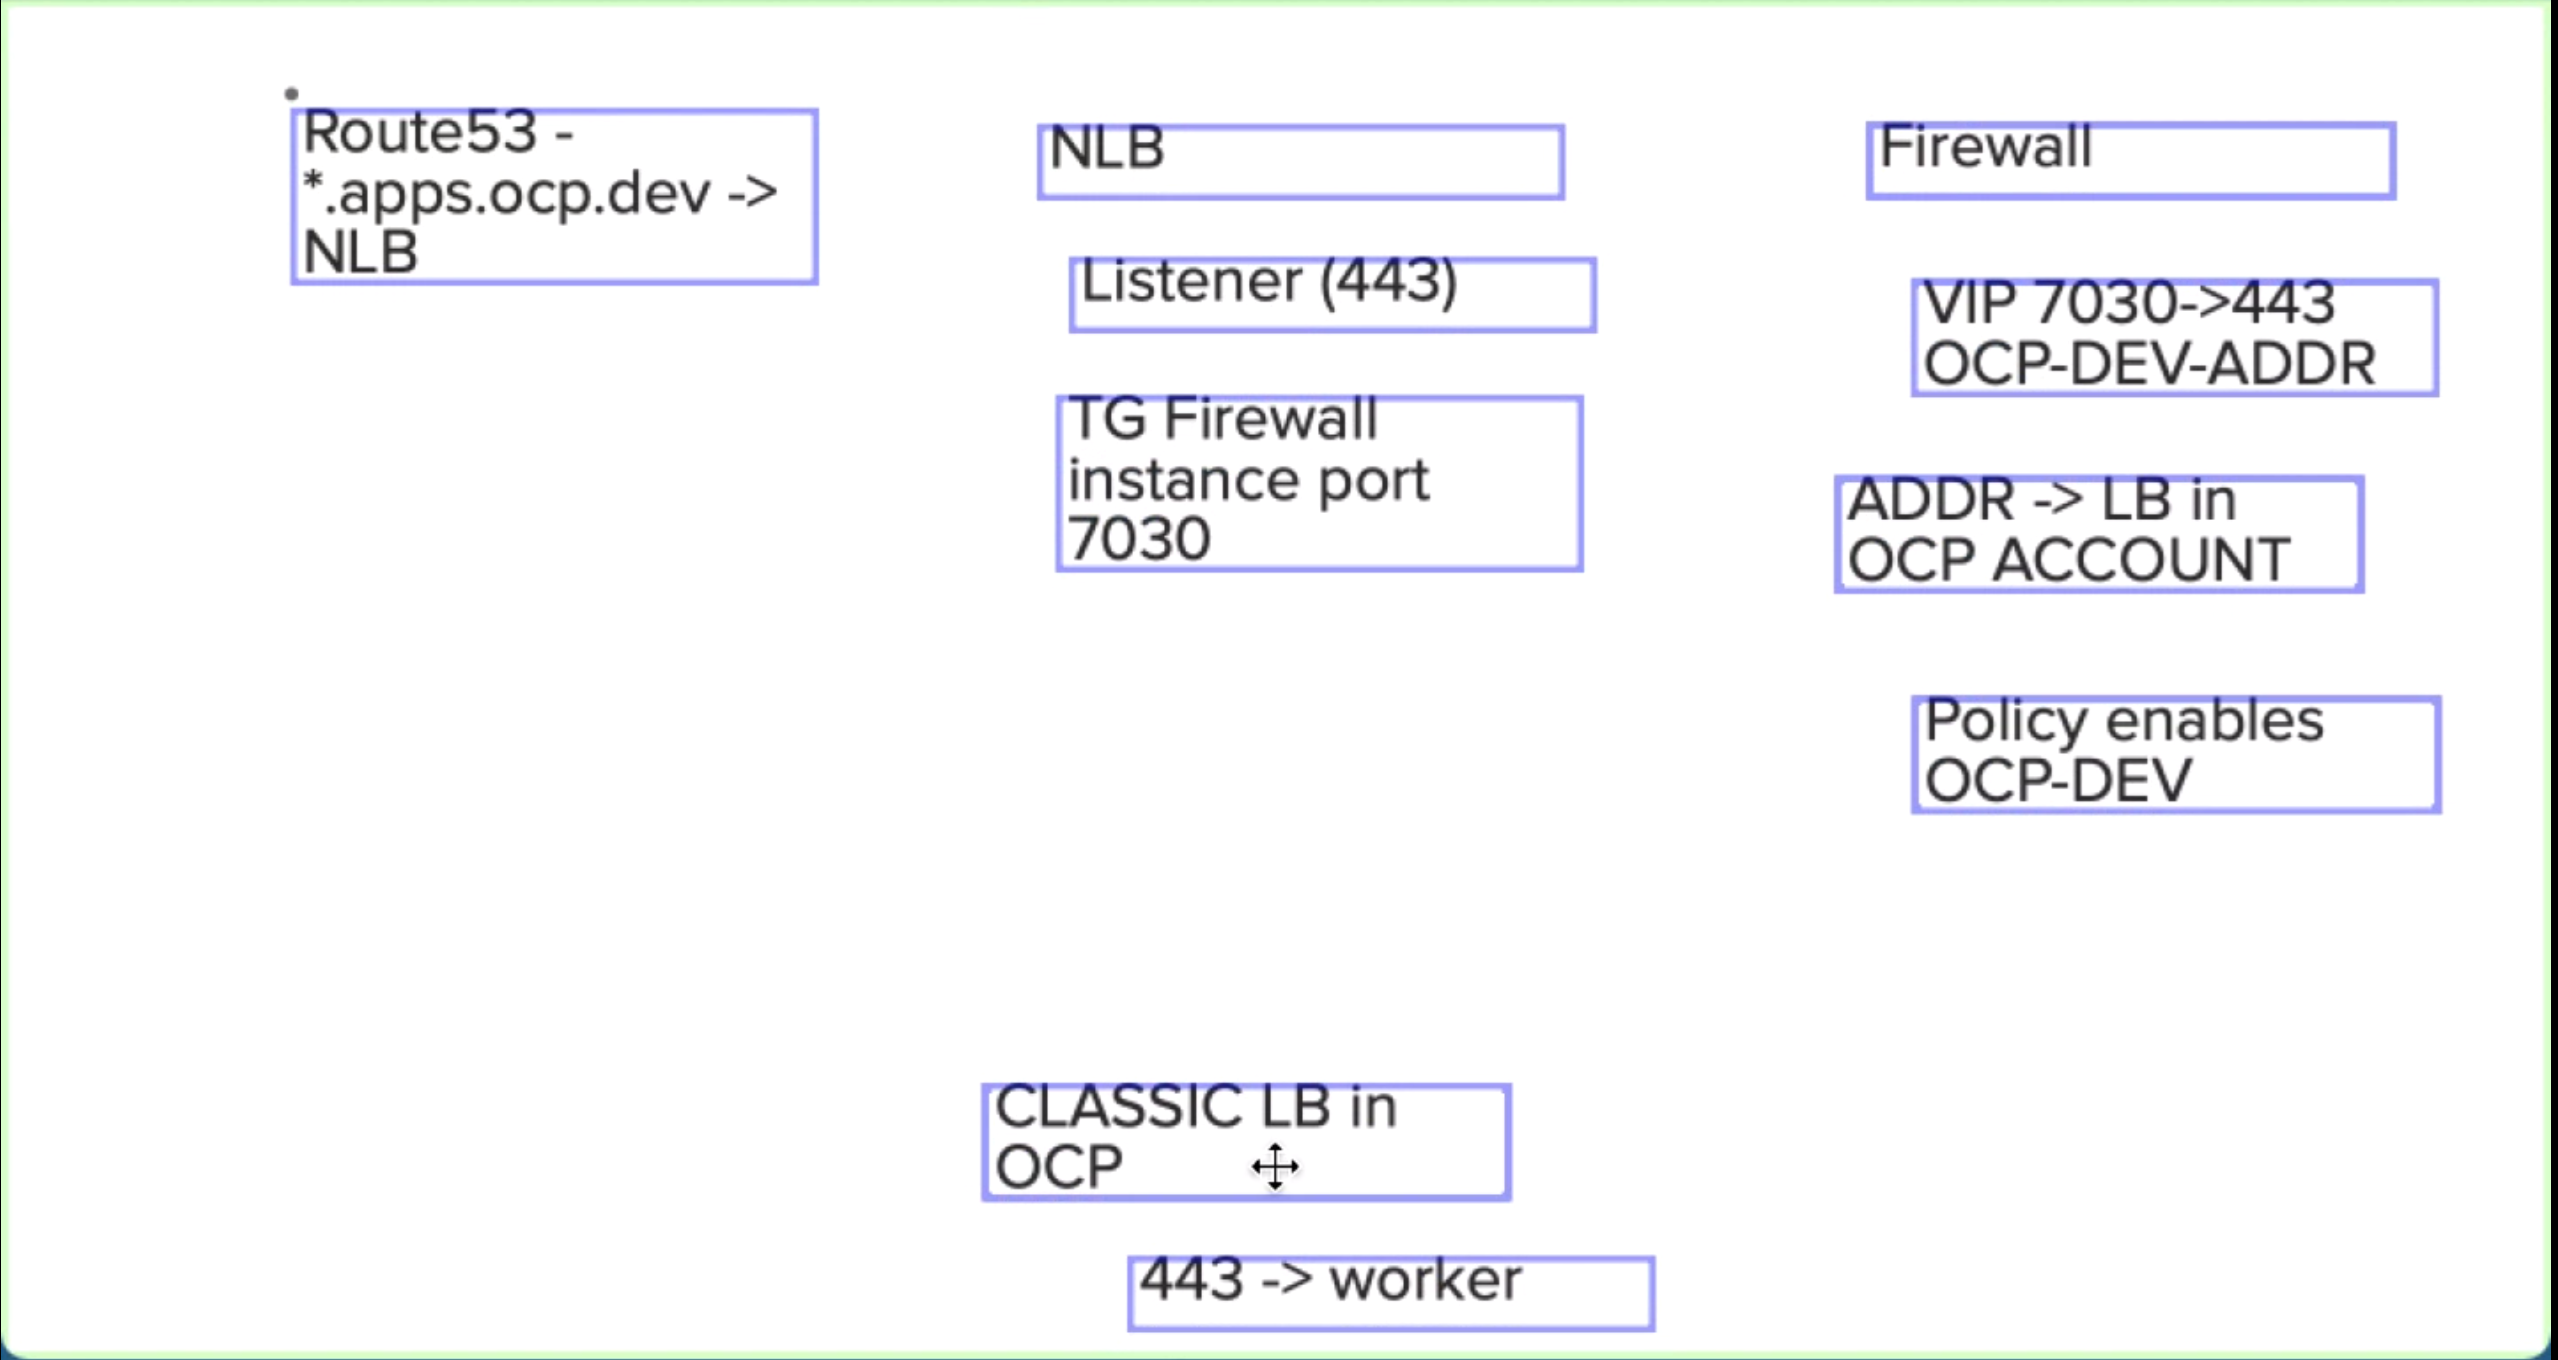 Route53 -
*.apps.ocp.dev ->
NLB
NLB
Listener (443)
TG Firewall
instance port
7030
Firewall
VIP 7030->443
OCP-DEV-ADDR
ADDR -> LB in
OCP ACCOUNT
Policy enables
OCP-DEV
CLASSIC LB in
OCP
443 -> worker